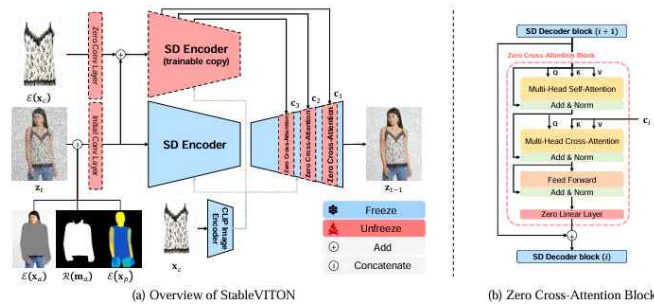 Zero Conv Layer
SD Encoder
(trainable copy)
ℰ(x_c)
c_3
c_2
c_1
Initial Conv Layer
SD Encoder
Zero Cross-Attention
Zero Cross-Attention
Zero Cross-Attention
z_t
z_{t−1}
CLIP Image
Encoder
Freeze
Unfreeze
Add
Concatenate
ℰ(x_a)
ℛ(m_a)
ℰ(x_p)
x_c
(a) Overview of StableVITON
SD Decoder block (i + 1)
Zero Cross-Attention Block
Q K V
Multi-Head Self-Attention
Add & Norm
Q K V
c_i
Multi-Head Cross-Attention
Add & Norm
Feed Forward
Add & Norm
Zero Linear Layer
SD Decoder block (i)
(b) Zero Cross-Attention Block